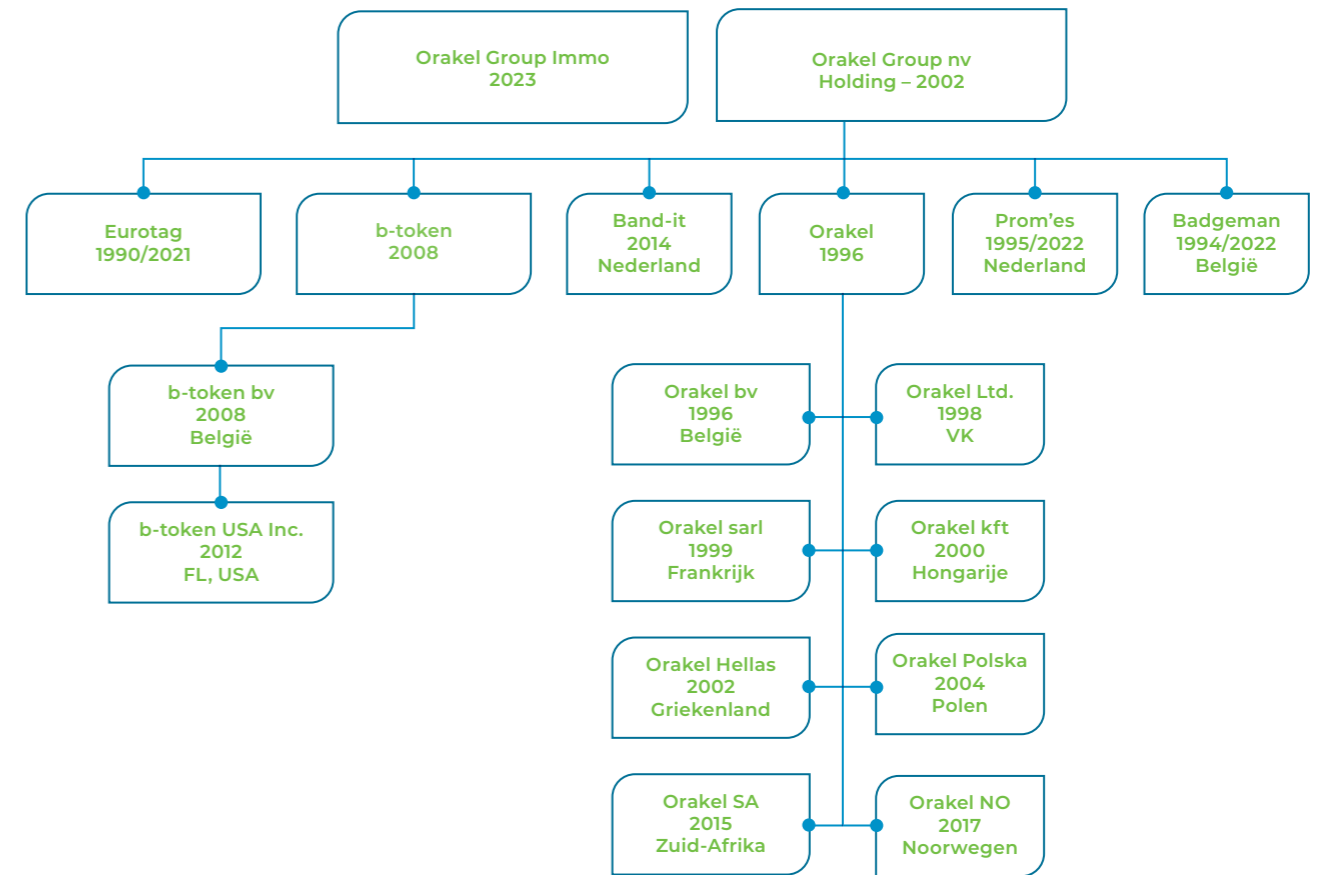 Orakel Group Immo
2023
Orakel Group nv
Holding – 2002
Eurotag
1990/2021
b-token
2008
Band-it
2014
Nederland
Orakel
1996
Prom’es
1995/2022
Nederland
Badgeman
1994/2022
België
b-token bv
2008
België
b-token USA Inc.
2012
FL, USA
Orakel bv
1996
België
Orakel Ltd.
1998
VK
Orakel sarl
1999
Frankrijk
Orakel kft
2000
Hongarije
Orakel Hellas
2002
Griekenland
Orakel Polska
2004
Polen
Orakel SA
2015
Zuid-Afrika
Orakel NO
2017
Noorwegen